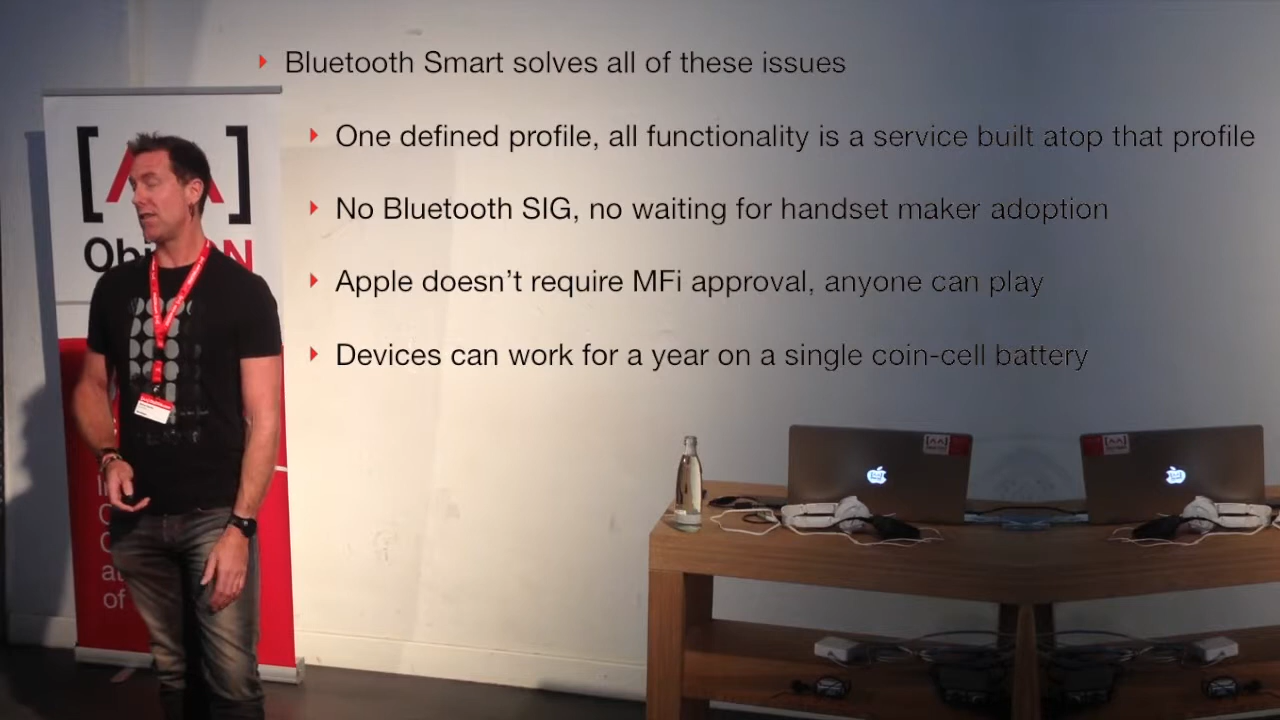 Bluetooth Smart solves all of these issues
One defined profile, all functionality is a service built atop that profile
No Bluetooth SIG, no waiting for handset maker adoption
Apple doesn't require MFi approval, anyone can play
Devices can work for a year on a single coin-cell battery
at
of